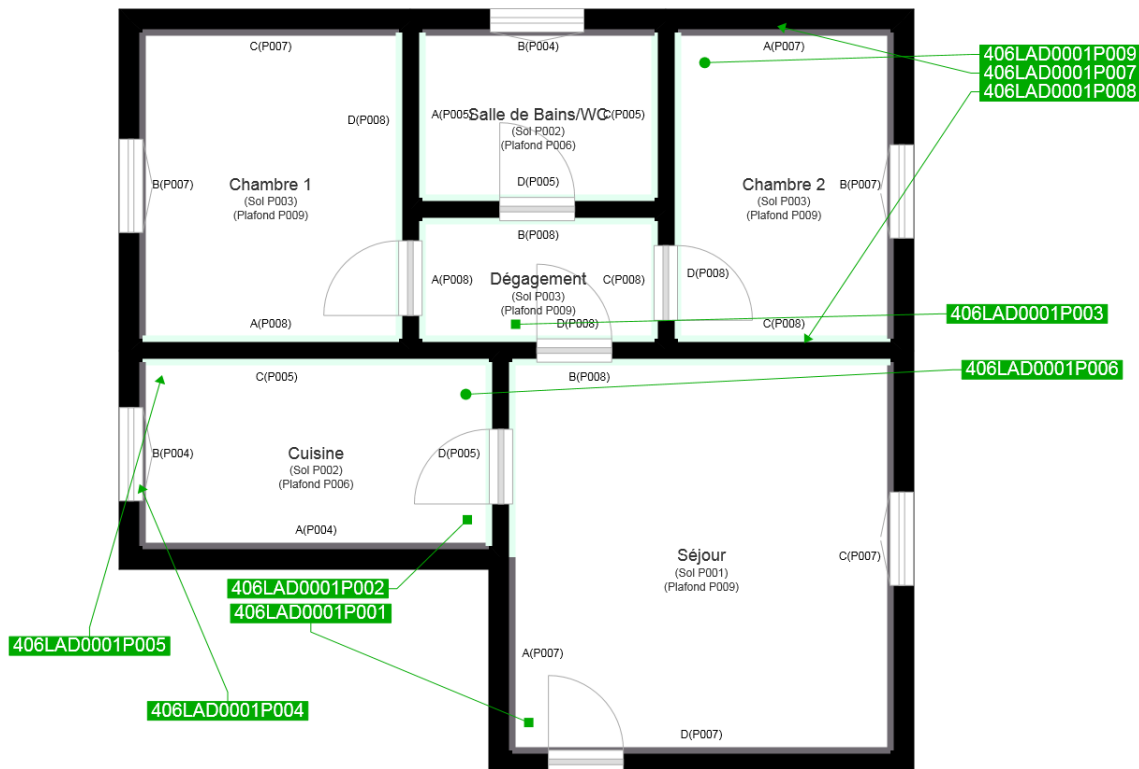 C(P007)
B(P004)
A(P007)
406LAD0001P009
406LAD0001P007
406LAD0001P008
D(P008)
A(P005)
Salle de Bains/WC
C(P005)
(Sol P002)
(Plafond P006)
D(P005)
B(P007)
Chambre 1
(Sol P003)
(Plafond P009)
Chambre 2
(Sol P003)
(Plafond P009)
B(P007)
B(P008)
A(P008)
Dégagement
(Sol P003)
(Plafond P009)
C(P008)
D(P008)
D(P008)
A(P008)
C(P008)
406LAD0001P003
406LAD0001P006
C(P005)
B(P008)
B(P004)
Cuisine
(Sol P002)
(Plafond P006)
D(P005)
A(P004)
Séjour
(Sol P001)
(Plafond P009)
C(P007)
406LAD0001P002
406LAD0001P001
406LAD0001P005
A(P007)
406LAD0001P004
D(P007)